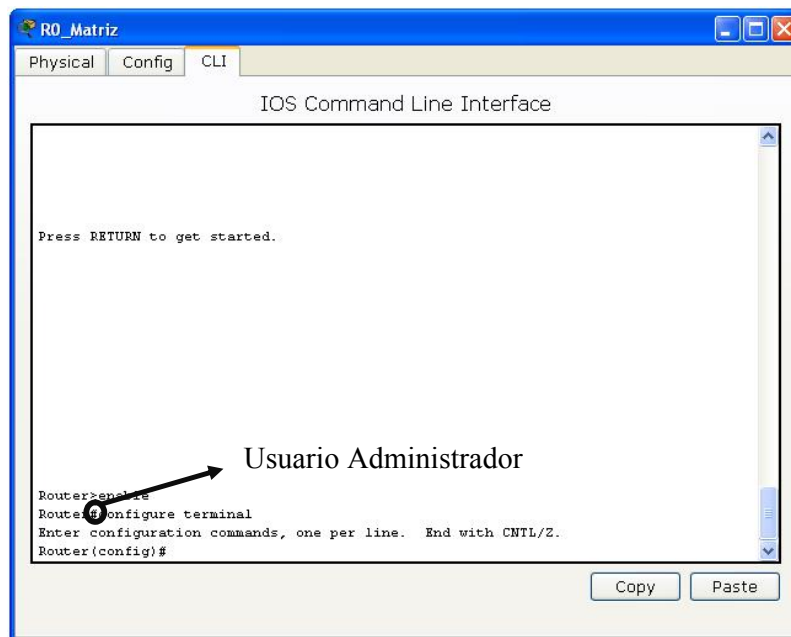 R0_Matriz
Physical Config CLI
IOS Command Line Interface
Press RETURN to get started.
Usuario Administrador
Router>enable
Router#configure terminal
Enter configuration commands, one per line. End with CNTL/Z.
Router(config)#
Copy Paste